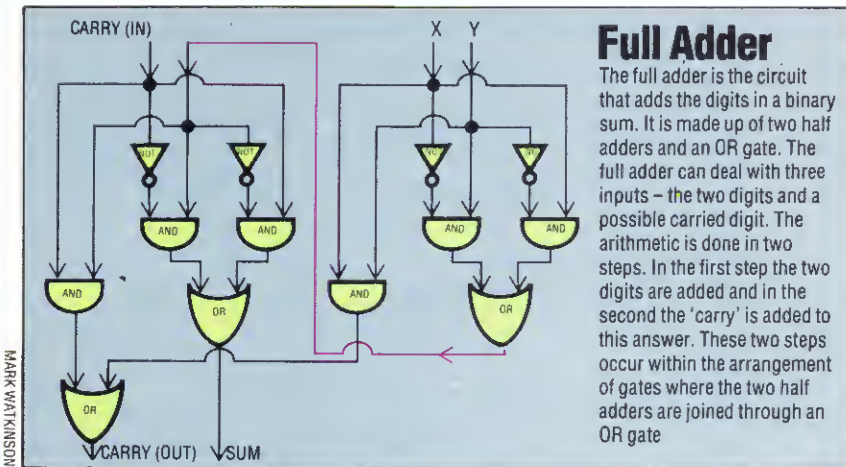 CARRY (IN)
X Y
NOT NOT NOT NOT
AND AND AND AND
AND OR AND OR
OR
CARRY (OUT) SUM
Full Adder
The full adder is the circuit
that adds the digits in a binary
sum. It is made up of two half
adders and an OR gate. The
full adder can deal with three
inputs – the two digits and a
possible carried digit. The
arithmetic is done in two
steps. In the first step the two
digits are added and in the
second the ‘carry’ is added to
this answer. These two steps
occur within the arrangement
of gates where the two half
adders are joined through an
OR gate
MARK WATKINSON